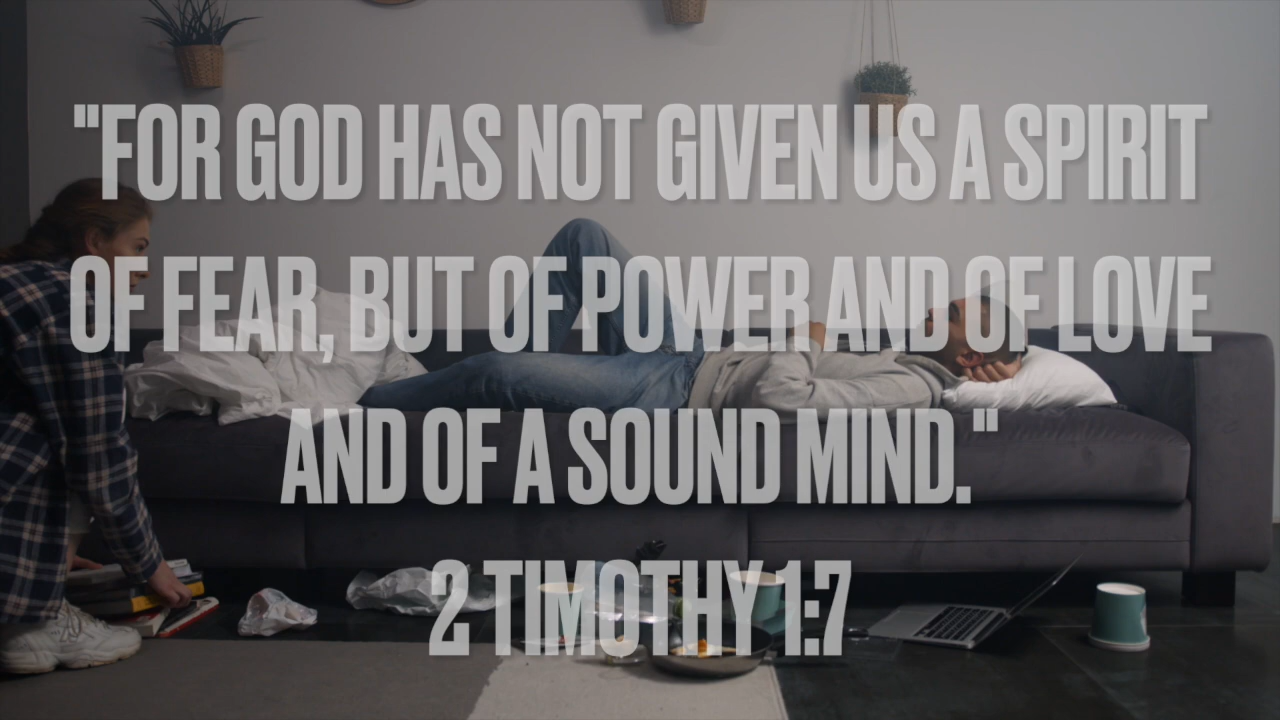 "FOR GOD HAS NOT GIVEN US A SPIRIT
OF FEAR, BUT OF POWER AND OF LOVE
AND OF A SOUND MIND."
2 TIMOTHY 1:7